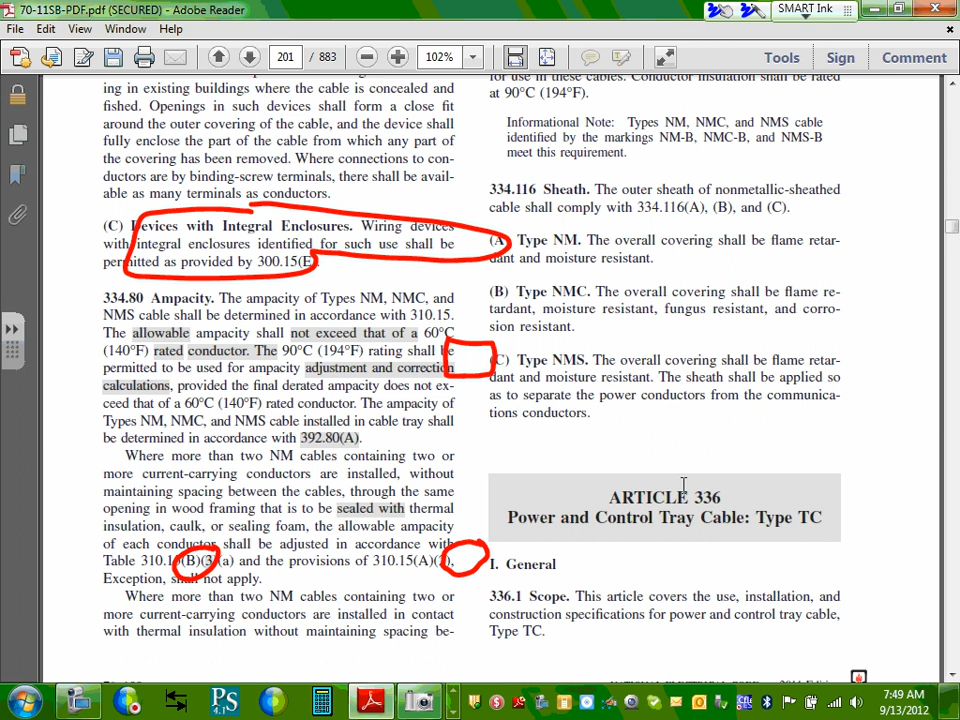 70-11SB-PDF.pdf (SECURED) - Adobe Reader
SMART Ink
File Edit View Window Help
201 / 883 102% Tools Sign Comment
ing in existing buildings where the cable is concealed and
fished. Openings in such devices shall form a close fit
around the outer covering of the cable, and the device shall
fully enclose the part of the cable from which any part of
the covering has been removed. Where connections to con-
ductors are by binding-screw terminals, there shall be avail-
able as many terminals as conductors.
(C) Devices with Integral Enclosures. Wiring devices
with integral enclosures identified for such use shall be
permitted as provided by 300.15(E).
334.80 Ampacity. The ampacity of Types NM, NMC, and
NMS cable shall be determined in accordance with 310.15.
The allowable ampacity shall not exceed that of a 60°C
(140°F) rated conductor. The 90°C (194°F) rating shall be
permitted to be used for ampacity adjustment and correction
calculations, provided the final derated ampacity does not ex-
ceed that of a 60°C (140°F) rated conductor. The ampacity of
Types NM, NMC, and NMS cable installed in cable tray shall
be determined in accordance with 392.80(A).
Where more than two NM cables containing two or
more current-carrying conductors are installed, without
maintaining spacing between the cables, through the same
opening in wood framing that is to be sealed with thermal
insulation, caulk, or sealing foam, the allowable ampacity
of each conductor shall be adjusted in accordance with
Table 310.15(B)(3)(a) and the provisions of 310.15(A)(2),
Exception, shall not apply.
Where more than two NM cables containing two or
more current-carrying conductors are installed in contact
with thermal insulation without maintaining spacing be-
for use in these cables. Conductor insulation shall be rated
at 90°C (194°F).
Informational Note: Types NM, NMC, and NMS cable
identified by the markings NM-B, NMC-B, and NMS-B
meet this requirement.
334.116 Sheath. The outer sheath of nonmetallic-sheathed
cable shall comply with 334.116(A), (B), and (C).
(A) Type NM. The overall covering shall be flame retar-
dant and moisture resistant.
(B) Type NMC. The overall covering shall be flame re-
tardant, moisture resistant, fungus resistant, and corro-
sion resistant.
(C) Type NMS. The overall covering shall be flame retar-
dant and moisture resistant. The sheath shall be applied so
as to separate the power conductors from the communica-
tions conductors.
ARTICLE 336
Power and Control Tray Cable: Type TC
I. General
336.1 Scope. This article covers the use, installation, and
construction specifications for power and control tray cable,
Type TC.
PS
4.1
7:49 AM
9/13/2012